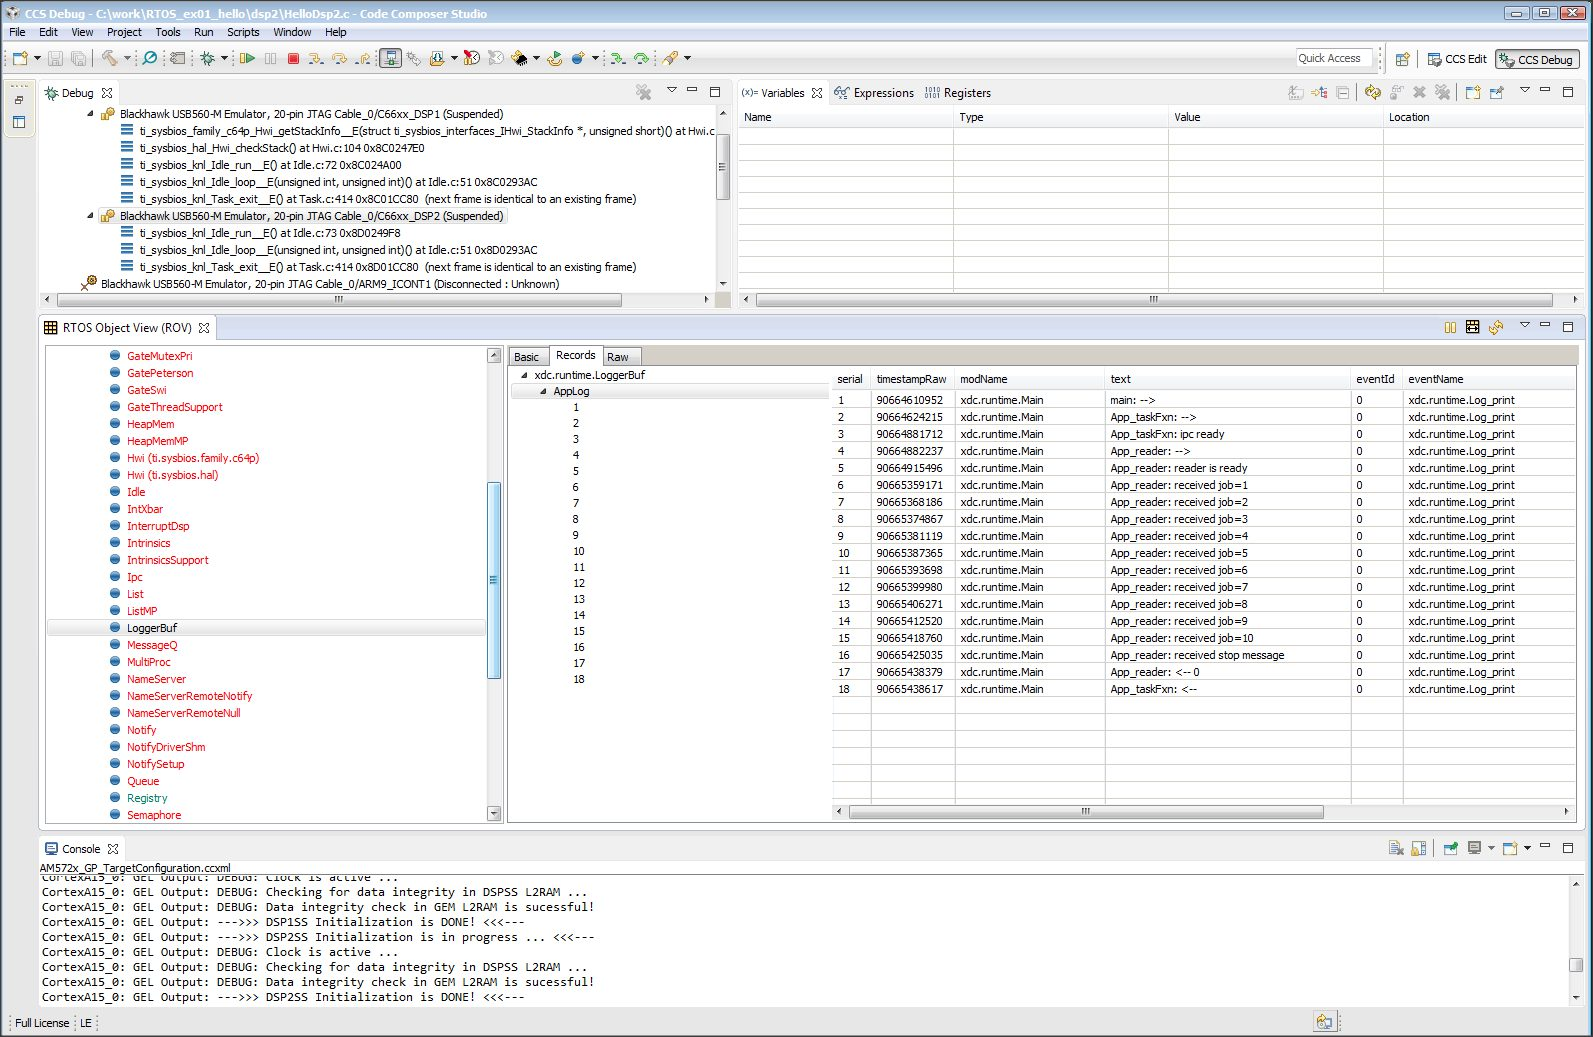 CCS Debug - C:\work\RTOS_ex01_hello\dsp2\HelloDsp2.c - Code Composer Studio
File Edit View Project Tools Run Scripts Window Help
Quick Access CCS Edit CCS Debug
Debug
Blackhawk USB560-M Emulator, 20-pin JTAG Cable_0/C66xx_DSP1 (Suspended)
ti_sysbios_family_c64p_Hwi_getStackInfo__E(struct ti_sysbios_interfaces_IHwi_StackInfo *, unsigned short)() at Hwi.c
ti_sysbios_hal_Hwi_checkStack() at Hwi.c:104 0x8C0247E0
ti_sysbios_knl_Idle_run__E() at Idle.c:72 0x8C024A00
ti_sysbios_knl_Idle_loop__E(unsigned int, unsigned int)() at Idle.c:51 0x8C0293AC
ti_sysbios_knl_Task_exit__E() at Task.c:414 0x8C01CC80 (next frame is identical to an existing frame)
Blackhawk USB560-M Emulator, 20-pin JTAG Cable_0/C66xx_DSP2 (Suspended)
ti_sysbios_knl_Idle_run__E() at Idle.c:73 0x8D0249F8
ti_sysbios_knl_Idle_loop__E(unsigned int, unsigned int)() at Idle.c:51 0x8D0293AC
ti_sysbios_knl_Task_exit__E() at Task.c:414 0x8D01CC80 (next frame is identical to an existing frame)
Blackhawk USB560-M Emulator, 20-pin JTAG Cable_0/ARM9_ICONT1 (Disconnected : Unknown)
(x)= Variables Expressions 1010 0101 Registers
Name Type Value Location
RTOS Object View (ROV)
GateMutexPri
GatePeterson
GateSwi
GateThreadSupport
HeapMem
HeapMemMP
Hwi (ti.sysbios.family.c64p)
Hwi (ti.sysbios.hal)
Idle
IntXbar
InterruptDsp
Intrinsics
IntrinsicsSupport
Ipc
List
ListMP
LoggerBuf
MessageQ
MultiProc
NameServer
NameServerRemoteNotify
NameServerRemoteNull
Notify
NotifyDriverShm
NotifySetup
Queue
Registry
Semaphore
Basic Records Raw
xdc.runtime.LoggerBuf
AppLog
1
2
3
4
5
6
7
8
9
10
11
12
13
14
15
16
17
18
serial timestampRaw modName text eventId eventName
1 90664610952 xdc.runtime.Main main: --> 0 xdc.runtime.Log_print
2 90664624215 xdc.runtime.Main App_taskFxn: --> 0 xdc.runtime.Log_print
3 90664881712 xdc.runtime.Main App_taskFxn: ipc ready 0 xdc.runtime.Log_print
4 90664882237 xdc.runtime.Main App_reader: --> 0 xdc.runtime.Log_print
5 90664915496 xdc.runtime.Main App_reader: reader is ready 0 xdc.runtime.Log_print
6 90665359171 xdc.runtime.Main App_reader: received job=1 0 xdc.runtime.Log_print
7 90665368186 xdc.runtime.Main App_reader: received job=2 0 xdc.runtime.Log_print
8 90665374867 xdc.runtime.Main App_reader: received job=3 0 xdc.runtime.Log_print
9 90665381119 xdc.runtime.Main App_reader: received job=4 0 xdc.runtime.Log_print
10 90665387365 xdc.runtime.Main App_reader: received job=5 0 xdc.runtime.Log_print
11 90665393698 xdc.runtime.Main App_reader: received job=6 0 xdc.runtime.Log_print
12 90665399980 xdc.runtime.Main App_reader: received job=7 0 xdc.runtime.Log_print
13 90665406271 xdc.runtime.Main App_reader: received job=8 0 xdc.runtime.Log_print
14 90665412520 xdc.runtime.Main App_reader: received job=9 0 xdc.runtime.Log_print
15 90665418760 xdc.runtime.Main App_reader: received job=10 0 xdc.runtime.Log_print
16 90665425035 xdc.runtime.Main App_reader: received stop message 0 xdc.runtime.Log_print
17 90665438379 xdc.runtime.Main App_reader: <-- 0 0 xdc.runtime.Log_print
18 90665438617 xdc.runtime.Main App_taskFxn: <-- 0 xdc.runtime.Log_print
Console
AM572x_GP_TargetConfiguration.ccxml
CortexA15_0: GEL Output: DEBUG: Clock is active ...
CortexA15_0: GEL Output: DEBUG: Checking for data integrity in DSPSS L2RAM ...
CortexA15_0: GEL Output: DEBUG: Data integrity check in GEM L2RAM is sucessful!
CortexA15_0: GEL Output: --->>> DSP1SS Initialization is DONE! <<<---
CortexA15_0: GEL Output: --->>> DSP2SS Initialization is in progress ... <<<---
CortexA15_0: GEL Output: DEBUG: Clock is active ...
CortexA15_0: GEL Output: DEBUG: Checking for data integrity in DSPSS L2RAM ...
CortexA15_0: GEL Output: DEBUG: Data integrity check in GEM L2RAM is sucessful!
CortexA15_0: GEL Output: --->>> DSP2SS Initialization is DONE! <<<---
Full License LE